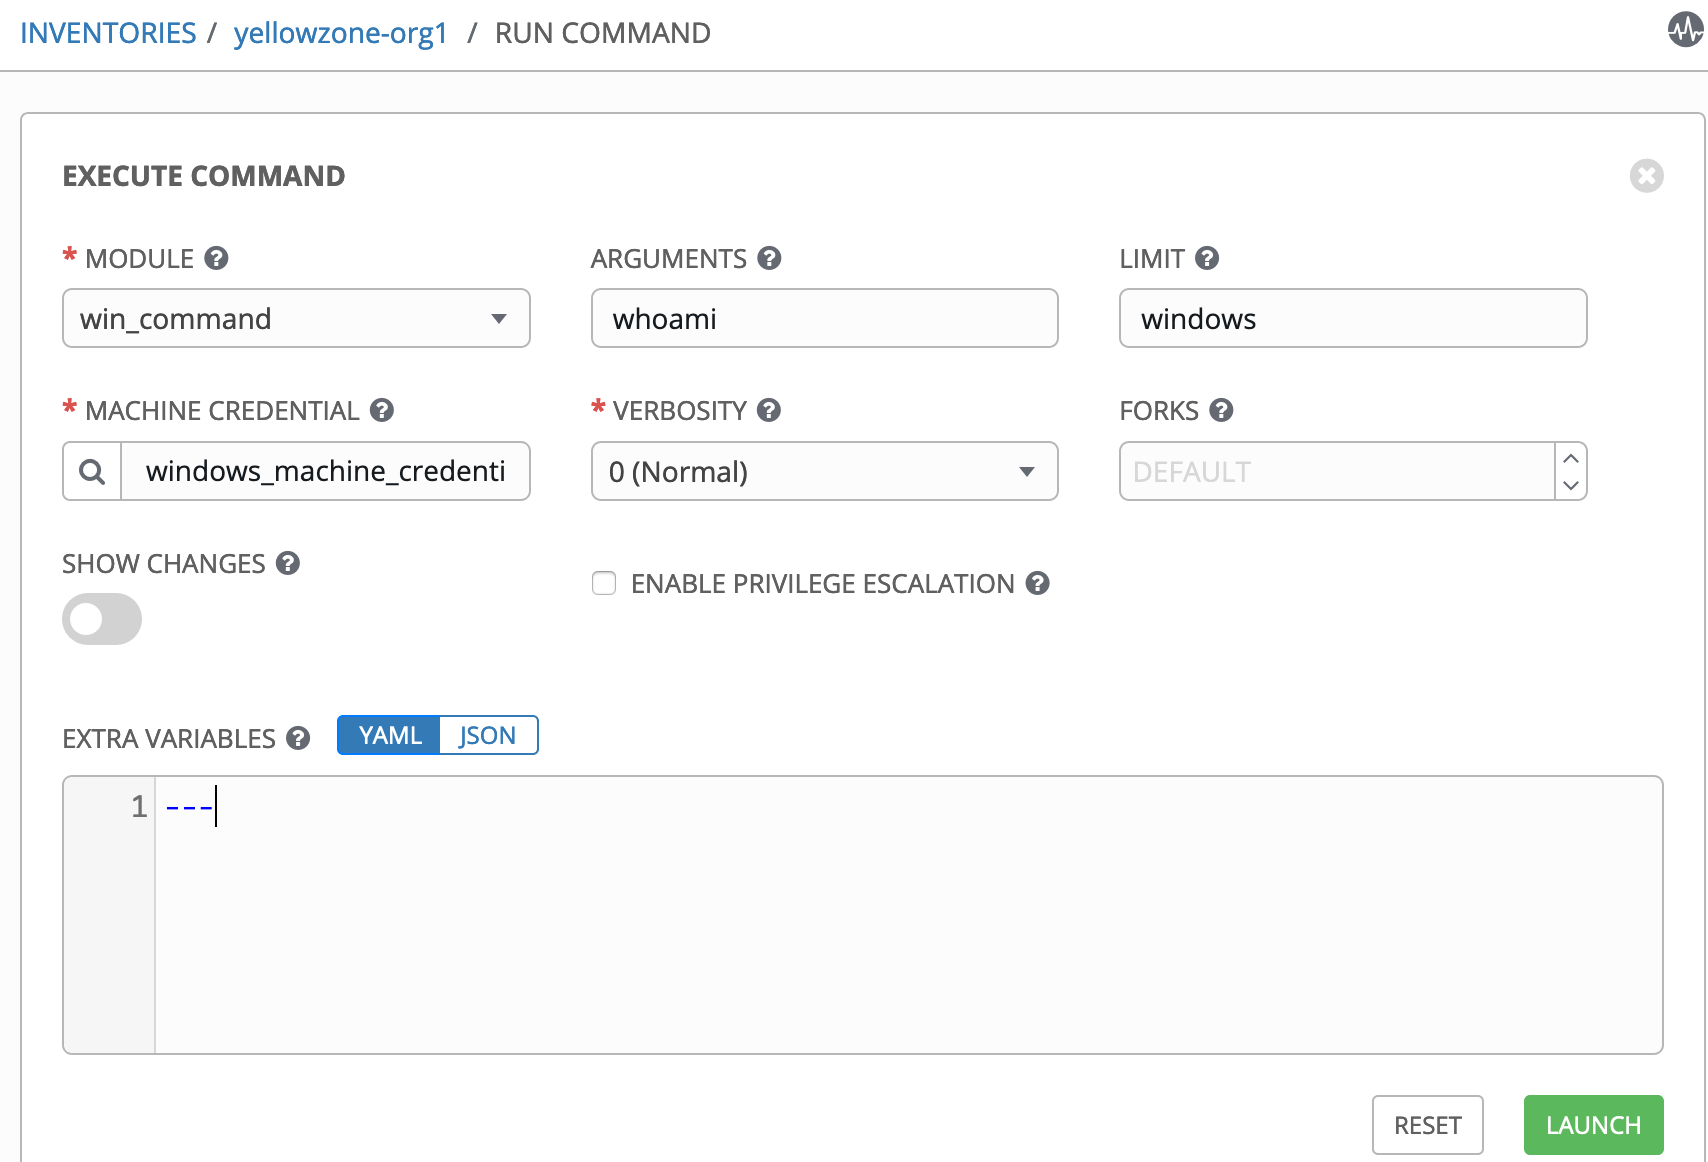 INVENTORIES / yellowzone-org1 / RUN COMMAND
EXECUTE COMMAND
* MODULE ?
ARGUMENTS ?
LIMIT ?
win_command
whoami
windows
* MACHINE CREDENTIAL ?
* VERBOSITY ?
FORKS ?
windows_machine_credenti
0 (Normal)
DEFAULT
SHOW CHANGES ?
ENABLE PRIVILEGE ESCALATION ?
EXTRA VARIABLES ?
YAML
JSON
1 ---
RESET
LAUNCH